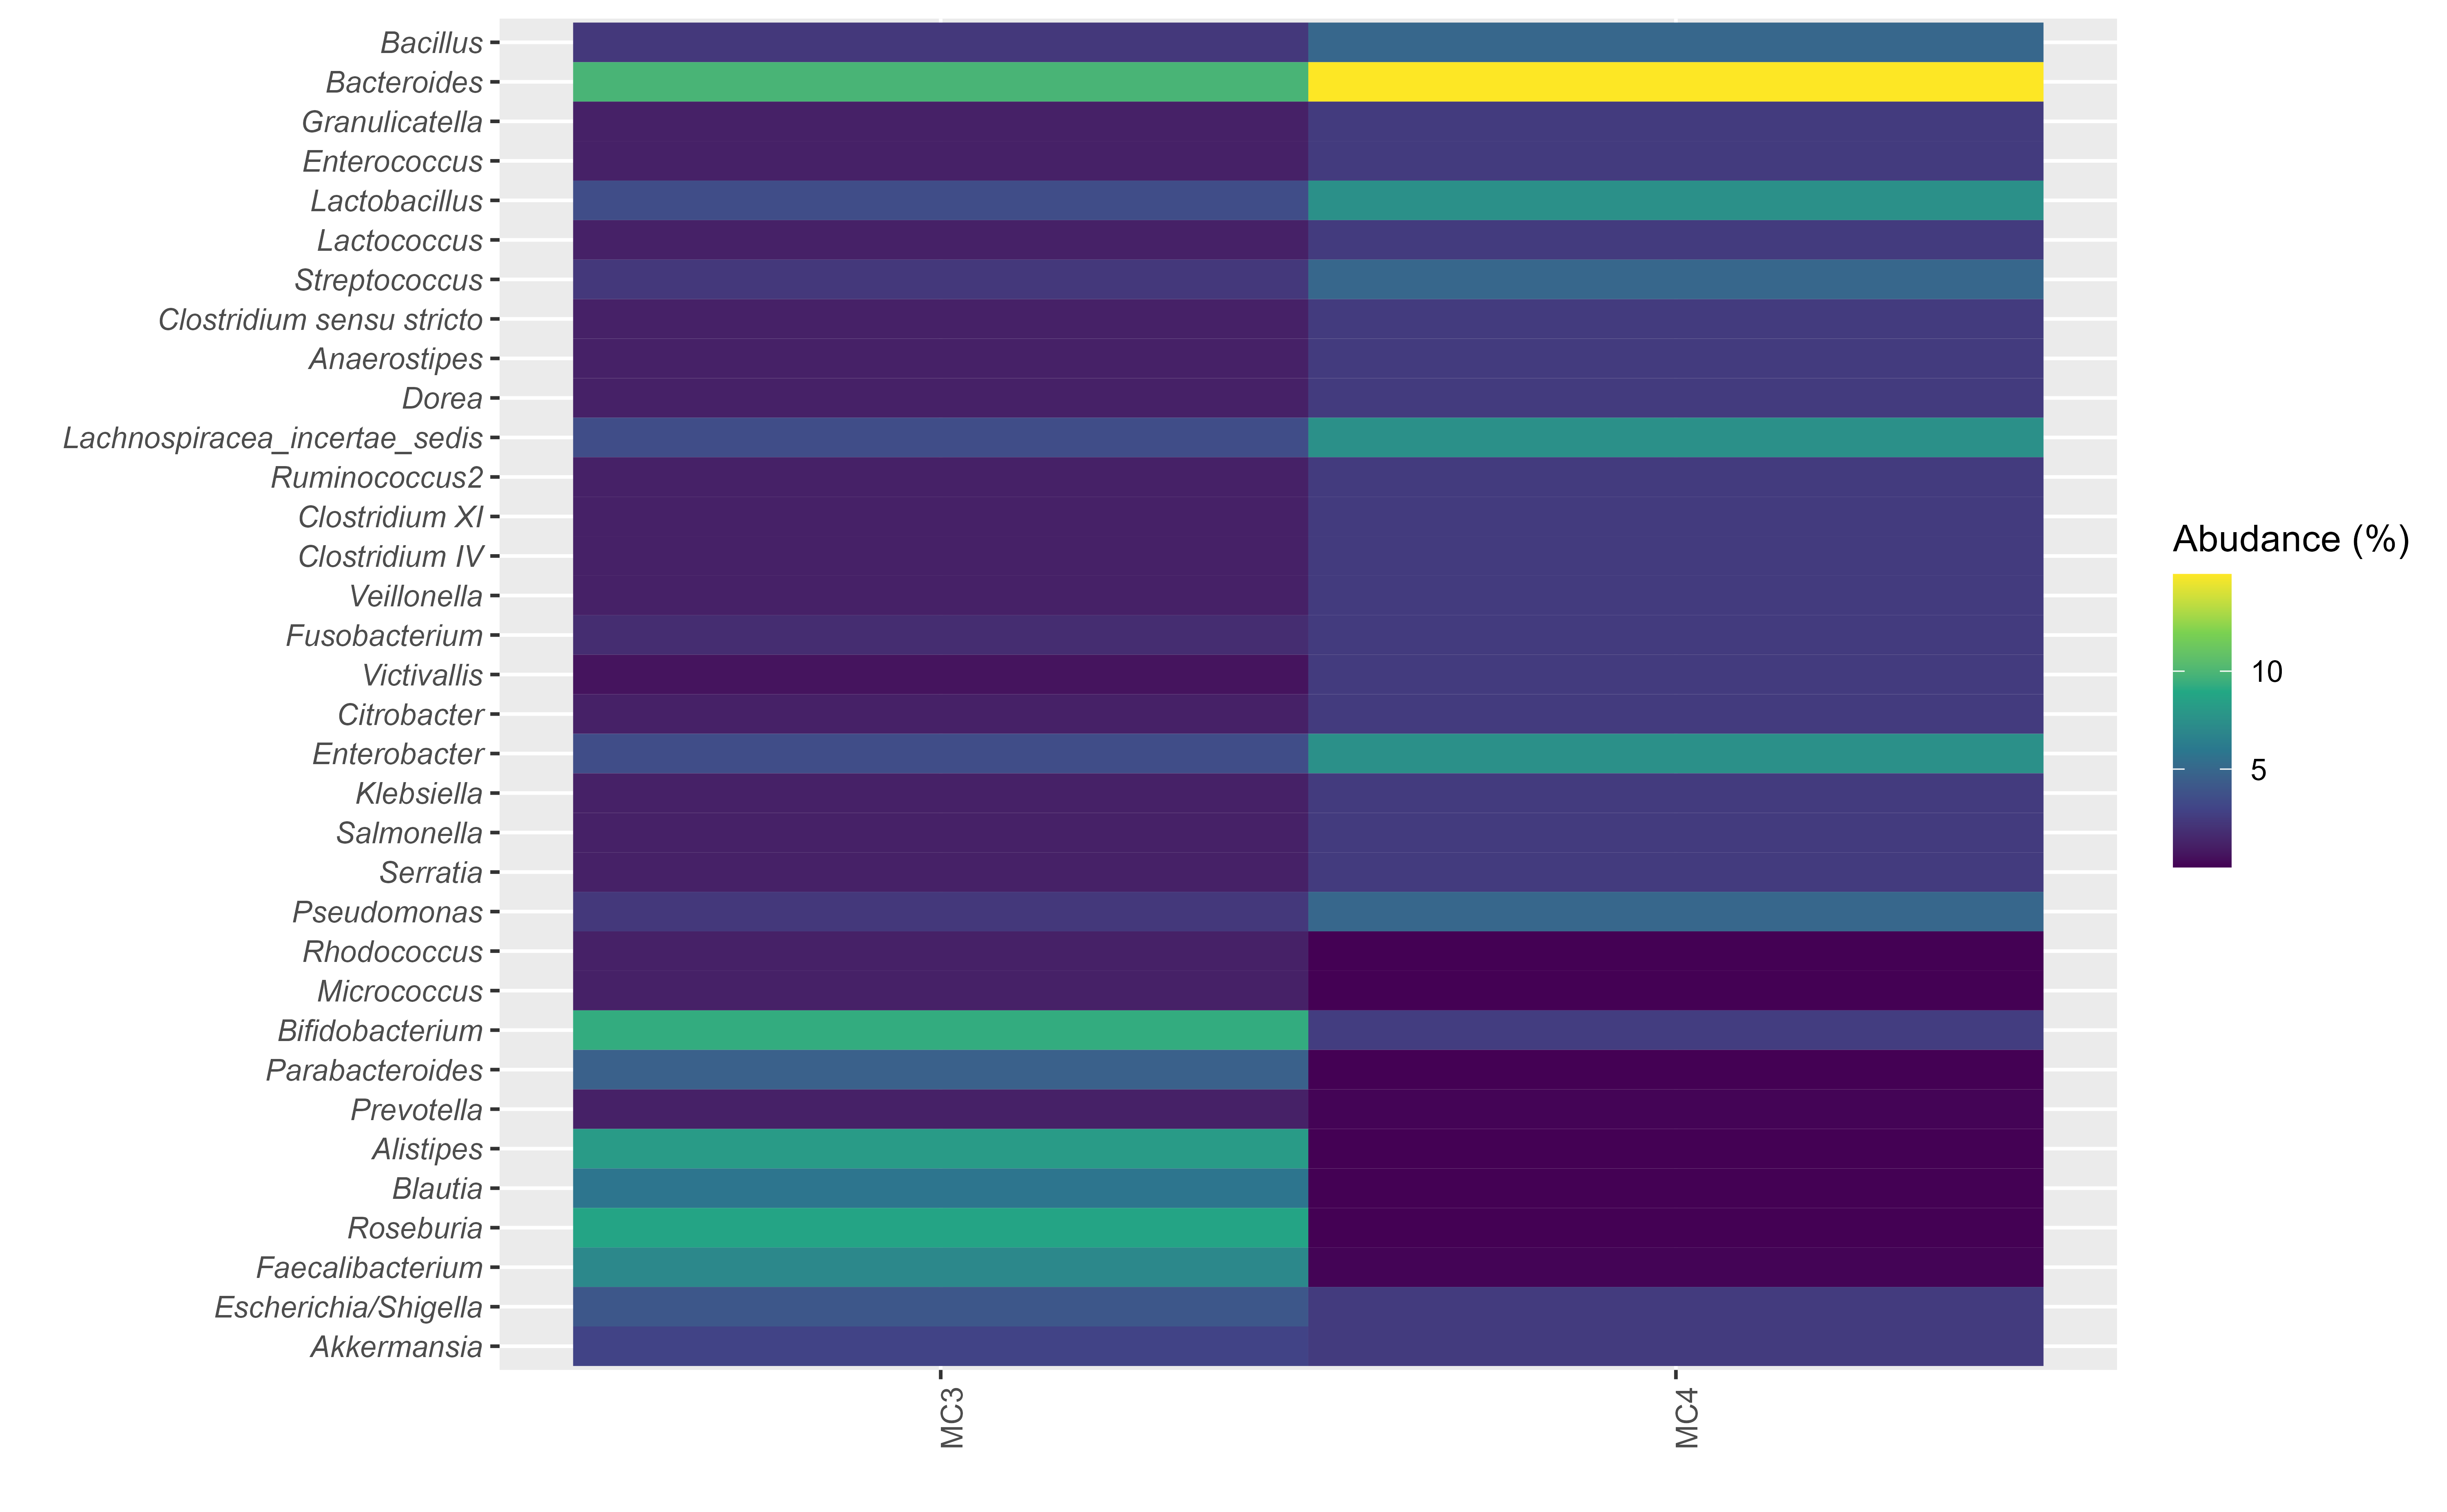 Bacillus
Bacteroides
Granulicatella
Enterococcus
Lactobacillus
Lactococcus
Streptococcus
Clostridium sensu stricto
Anaerostipes
Dorea
Lachnospiracea_incertae_sedis
Ruminococcus2
Clostridium XI
Clostridium IV
Veillonella
Fusobacterium
Victivallis
Citrobacter
Enterobacter
Klebsiella
Salmonella
Serratia
Pseudomonas
Rhodococcus
Micrococcus
Bifidobacterium
Parabacteroides
Prevotella
Alistipes
Blautia
Roseburia
Faecalibacterium
Escherichia/Shigella
Akkermansia
MC3
MC4
Abudance (%)
10
5